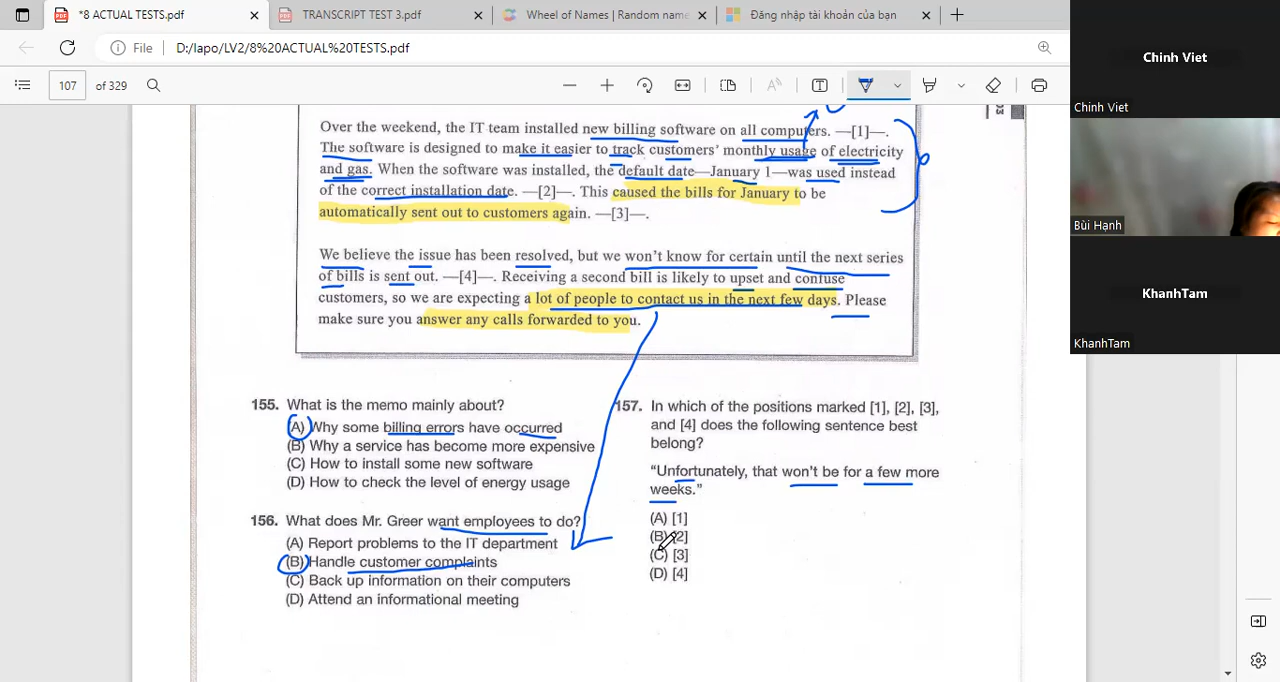 *8 ACTUAL TESTS.pdf
TRANSCRIPT TEST 3.pdf
Wheel of Names | Random name
Đăng nhập tài khoản của bạn
File
D:/lapo/LV2/8%20ACTUAL%20TESTS.pdf
107 of 329
Over the weekend, the IT team installed new billing software on all computers. —[1]—.
The software is designed to make it easier to track customers' monthly usage of electricity
and gas. When the software was installed, the default date—January 1—was used instead
of the correct installation date. —[2]—. This caused the bills for January to be
automatically sent out to customers again. —[3]—.
We believe the issue has been resolved, but we won't know for certain until the next series
of bills is sent out. —[4]—. Receiving a second bill is likely to upset and confuse
customers, so we are expecting a lot of people to contact us in the next few days. Please
make sure you answer any calls forwarded to you.
155. What is the memo mainly about?
(A) Why some billing errors have occurred
(B) Why a service has become more expensive
(C) How to install some new software
(D) How to check the level of energy usage
156. What does Mr. Greer want employees to do?
(A) Report problems to the IT department
(B) Handle customer complaints
(C) Back up information on their computers
(D) Attend an informational meeting
157. In which of the positions marked [1], [2], [3],
and [4] does the following sentence best
belong?
"Unfortunately, that won't be for a few more
weeks."
(A) [1]
(B) [2]
(C) [3]
(D) [4]
Chinh Viet
Chinh Viet
Bùi Hạnh
KhanhTam
KhanhTam